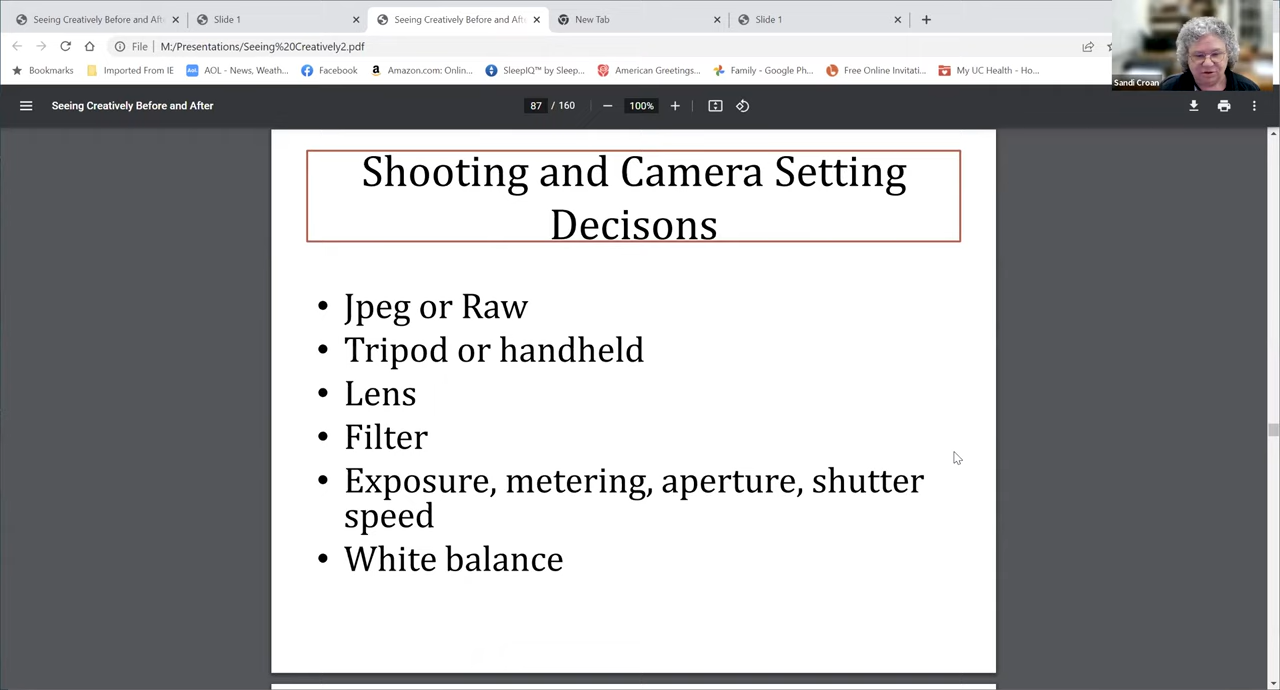 Seeing Creatively Before and Aft
Slide 1
Seeing Creatively Before and Aft
New Tab
Slide 1
File
M:/Presentations/Seeing%20Creatively2.pdf
Bookmarks
Imported From IE
AOL - News, Weath...
Facebook
Amazon.com: Onlin...
SleepIQ™ by Sleep...
American Greetings...
Family - Google Ph...
Free Online Invitati...
My UC Health - Ho...
Sandi Croan
Seeing Creatively Before and After
87 / 160
100%
Shooting and Camera Setting
Decisons
• Jpeg or Raw
• Tripod or handheld
• Lens
• Filter
• Exposure, metering, aperture, shutter
speed
• White balance